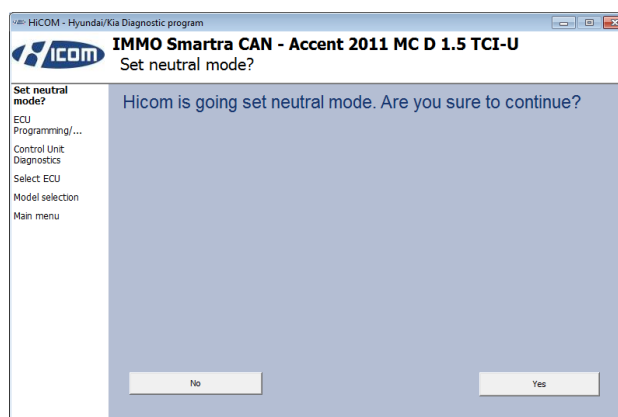 HiCOM - Hyundai/Kia Diagnostic program
Hicom
IMMO Smartra CAN - Accent 2011 MC D 1.5 TCI-U
Set neutral mode?
Set neutral
mode?
ECU
Programming/...
Control Unit
Diagnostics
Select ECU
Model selection
Main menu
Hicom is going set neutral mode. Are you sure to continue?
No
Yes